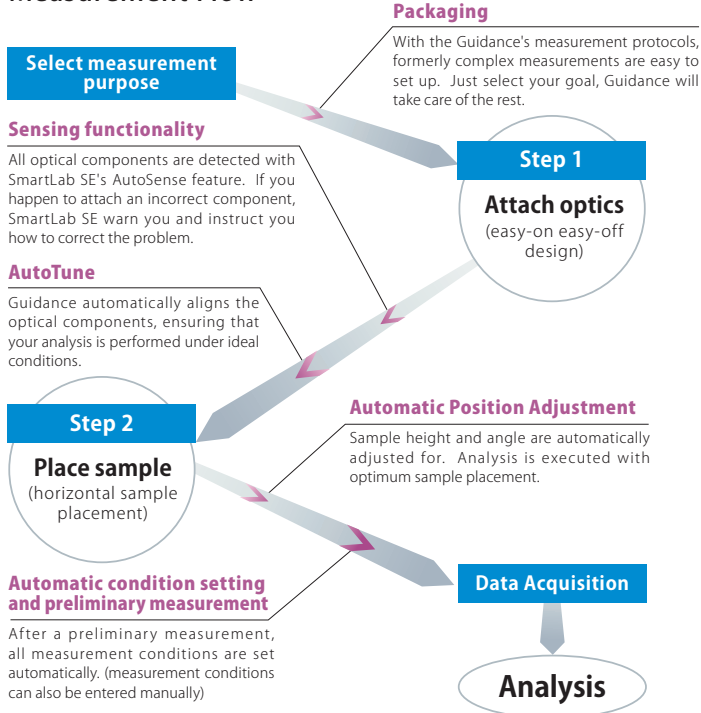 Measurement Flow
Packaging
With the Guidance's measurement protocols,
formerly complex measurements are easy to
set up. Just select your goal, Guidance will
take care of the rest.
Select measurement
purpose
Sensing functionality
All optical components are detected with
SmartLab SE's AutoSense feature. If you
happen to attach an incorrect component,
SmartLab SE warn you and instruct you
how to correct the problem.
Step 1
Attach optics
(easy-on easy-off
design)
AutoTune
Guidance automatically aligns the
optical components, ensuring that
your analysis is performed under ideal
conditions.
Step 2
Place sample
(horizontal sample
placement)
Automatic Position Adjustment
Sample height and angle are automatically
adjusted for. Analysis is executed with
optimum sample placement.
Automatic condition setting
and preliminary measurement
After a preliminary measurement,
all measurement conditions are set
automatically. (measurement conditions
can also be entered manually)
Data Acquisition
Analysis